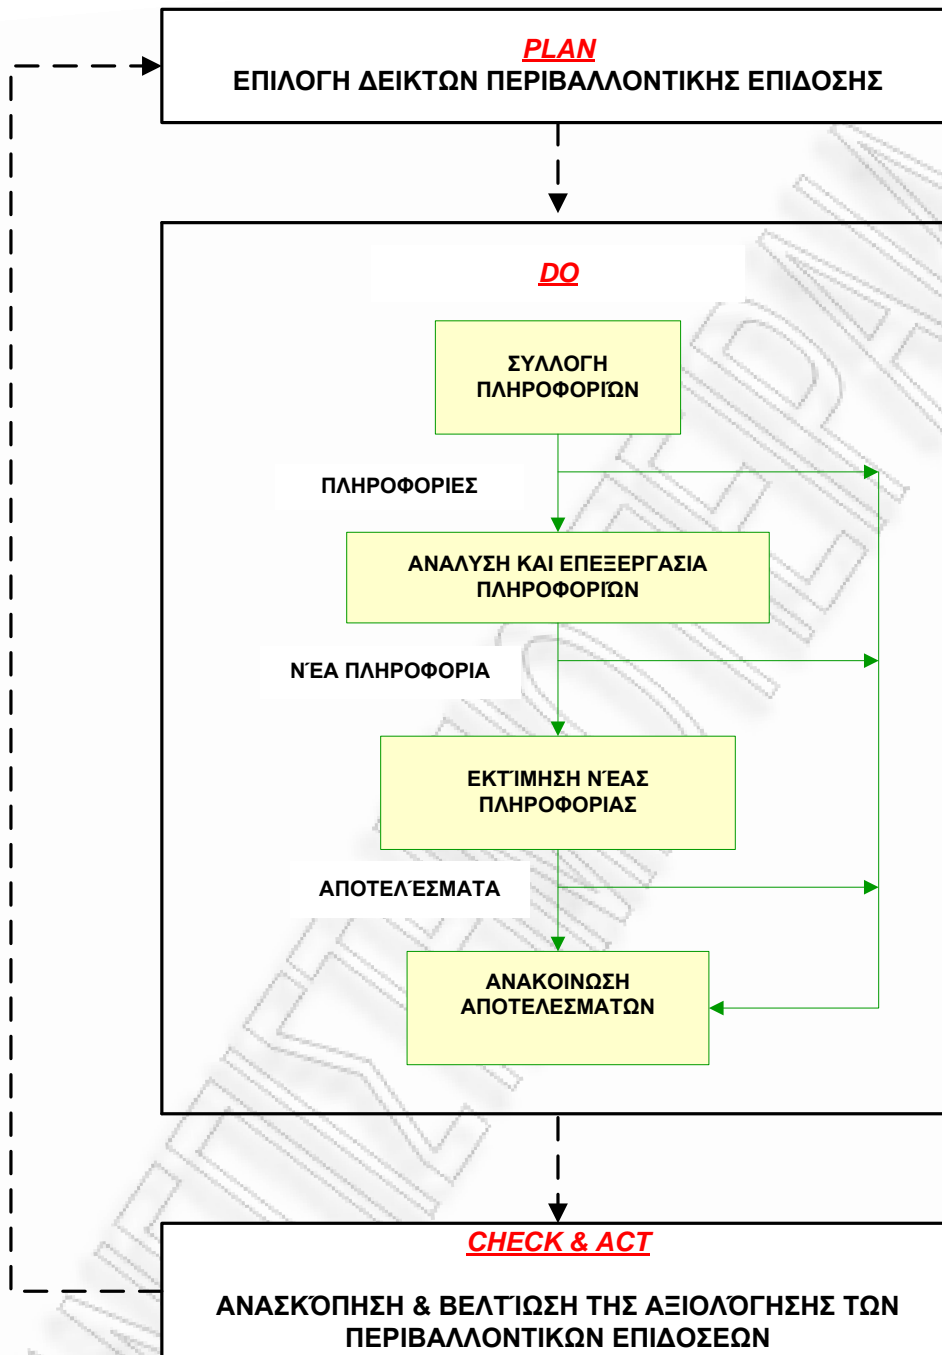 PLAN
ΕΠΙΛΟΓΗ ΔΕΙΚΤΩΝ ΠΕΡΙΒΑΛΛΟΝΤΙΚΗΣ ΕΠΙΔΟΣΗΣ
DO
ΣΥΛΛΟΓΗ
ΠΛΗΡΟΦΟΡΙΏΝ
ΠΛΗΡΟΦΟΡΙΕΣ
ΑΝΑΛΥΣΗ ΚΑΙ ΕΠΕΞΕΡΓΑΣΙΑ
ΠΛΗΡΟΦΟΡΙΏΝ
ΝΈΑ ΠΛΗΡΟΦΟΡΙΑ
ΕΚΤΊΜΗΣΗ ΝΈΑΣ
ΠΛΗΡΟΦΟΡΙΑΣ
ΑΠΟΤΕΛΈΣΜΑΤΑ
ΑΝΑΚΟΙΝΩΣΗ
ΑΠΟΤΕΛΕΣΜΑΤΩΝ
CHECK & ACT
ΑΝΑΣΚΌΠΗΣΗ & ΒΕΛΤΊΩΣΗ ΤΗΣ ΑΞΙΟΛΌΓΗΣΗΣ ΤΩΝ
ΠΕΡΙΒΑΛΛΟΝΤΙΚΩΝ ΕΠΙΔΟΣΕΩΝ